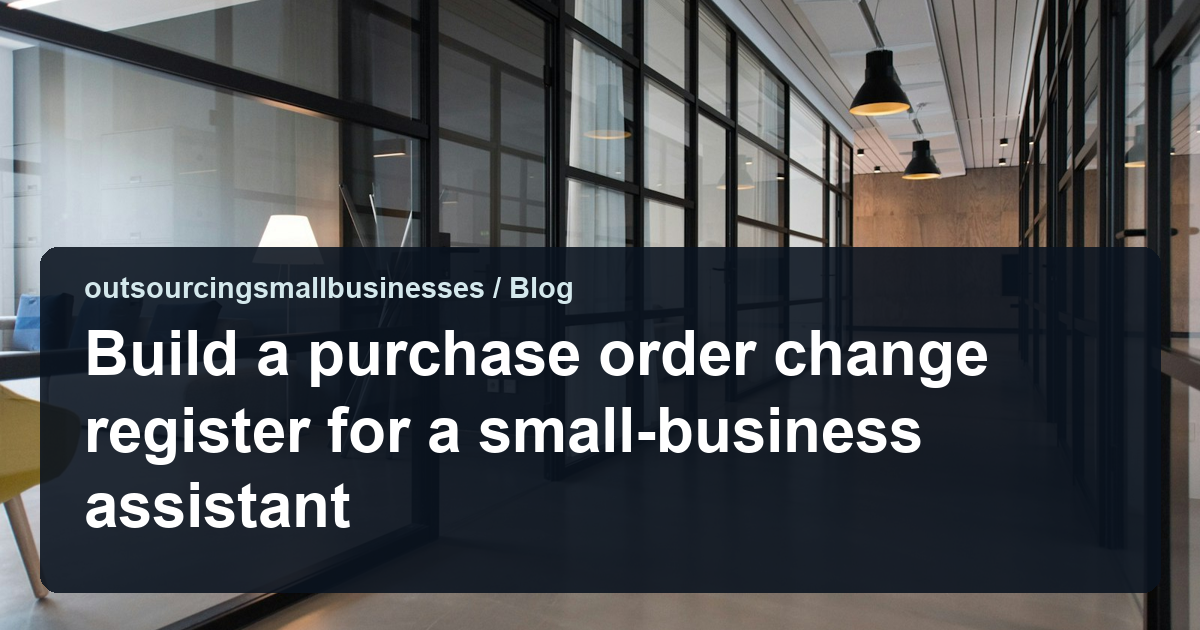 outsourcingsmallbusinesses / Blog
Build a purchase order change
register for a small-business
assistant